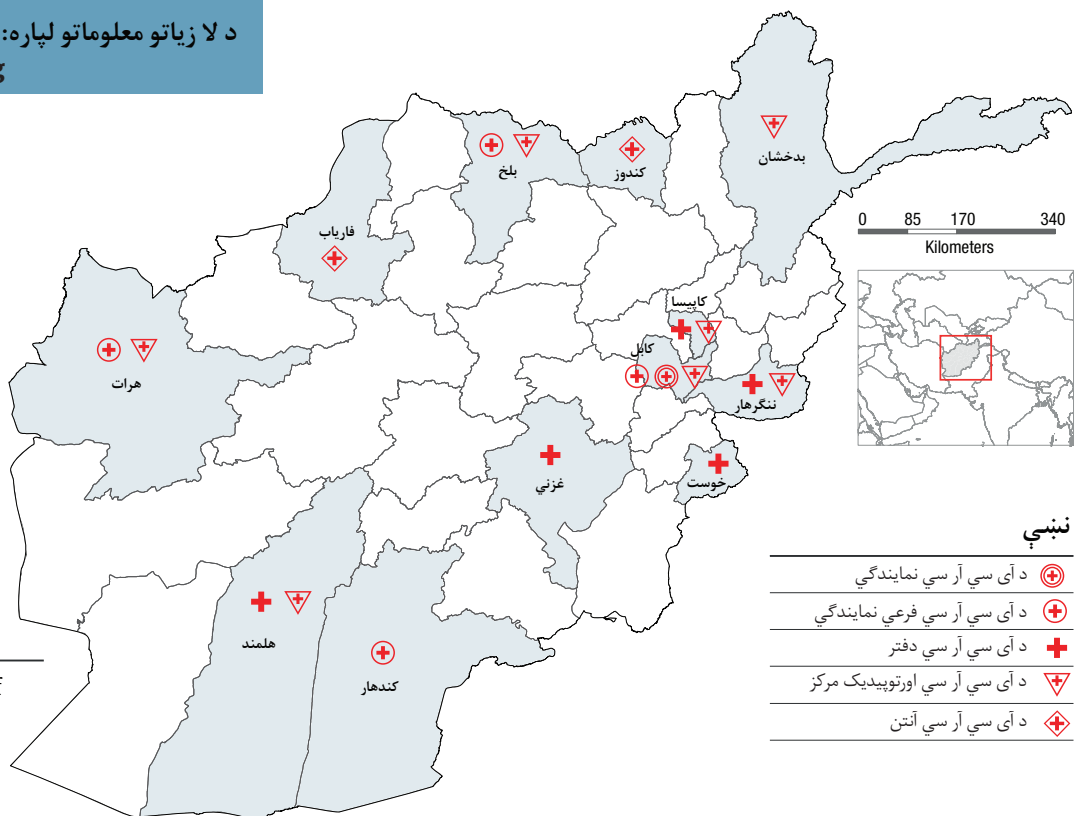 د لا زیاتو معلوماتو لپاره:
g
بدخشان
کندوز
بلخ
فاریاب
0 85 170 340
Kilometers
کاپیسا
کابل
هرات
ننګرهار
غزني
خوست
هلمند
کندهار
نښې
د آی سي آر سي نمایندګي
د آی سي آر سي فرعي نمایندګي
د آی سي آر سي دفتر
د آی سي آر سي اورتوپیدیک مرکز
د آی سي آر سي آنتن